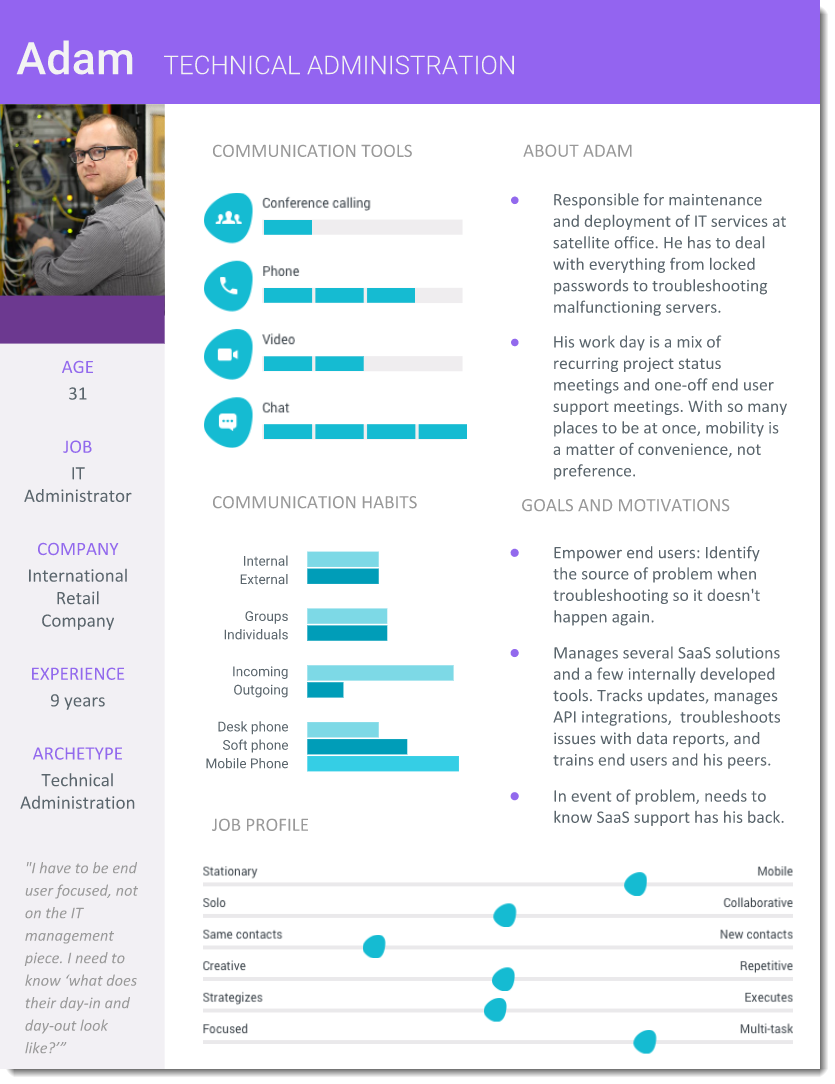 Adam TECHNICAL ADMINISTRATION
AGE
31
JOB
IT
Administrator
COMPANY
International
Retail
Company
EXPERIENCE
9 years
ARCHETYPE
Technical
Administration
"I have to be end
user focused, not
on the IT
management
piece. I need to
know ‘what does
their day-in and
day-out look
like?’”
COMMUNICATION TOOLS
Conference calling
Phone
Video
Chat
COMMUNICATION HABITS
Internal
External
Groups
Individuals
Incoming
Outgoing
Desk phone
Soft phone
Mobile Phone
ABOUT ADAM
Responsible for maintenance
and deployment of IT services at
satellite office. He has to deal
with everything from locked
passwords to troubleshooting
malfunctioning servers.
His work day is a mix of
recurring project status
meetings and one-off end user
support meetings. With so many
places to be at once, mobility is
a matter of convenience, not
preference.
GOALS AND MOTIVATIONS
Empower end users: Identify
the source of problem when
troubleshooting so it doesn't
happen again.
Manages several SaaS solutions
and a few internally developed
tools. Tracks updates, manages
API integrations,  troubleshoots
issues with data reports, and
trains end users and his peers.
In event of problem, needs to
know SaaS support has his back.
JOB PROFILE
Stationary Mobile
Solo Collaborative
Same contacts New contacts
Creative Repetitive
Strategizes Executes
Focused Multi-task